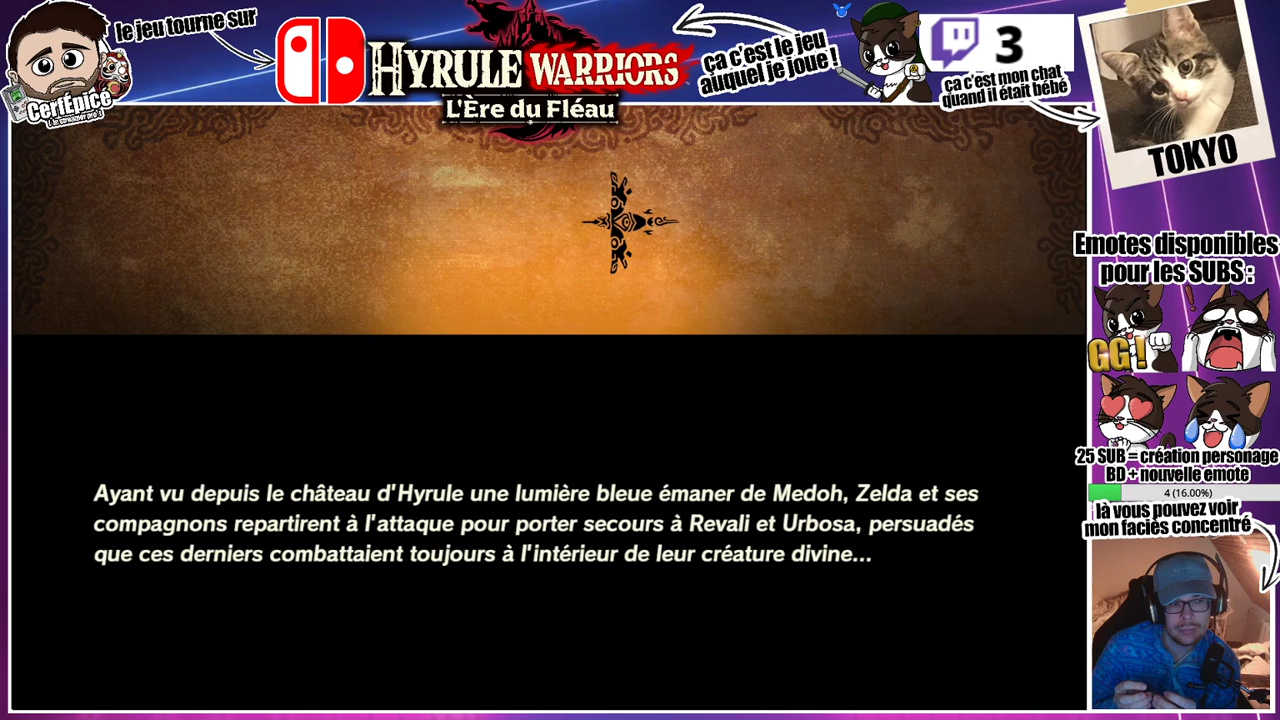 le jeu tourne sur
HYRULE WARRIORS
L'Ère du Fléau
ça c'est le jeu
auquel je joue !
3
ça c'est mon chat
quand il était bébé
CertEpice
TOKYO
Emotes disponibles
pour les SUBS :
GG !
25 SUB = création personage
BD + nouvelle emote
4 (16.00%)
là vous pouvez voir
mon faciès concentré
Ayant vu depuis le château d'Hyrule une lumière bleue émaner de Medoh, Zelda et ses
compagnons repartirent à l'attaque pour porter secours à Revali et Urbosa, persuadés
que ces derniers combattaient toujours à l'intérieur de leur créature divine...